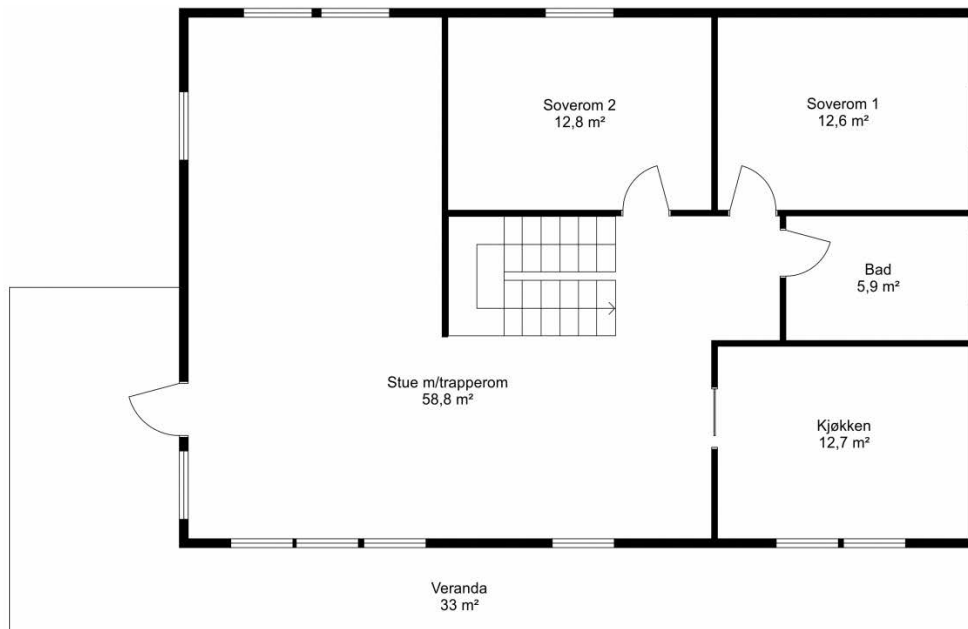 Soverom 2
12,8 m²
Soverom 1
12,6 m²
Bad
5,9 m²
Stue m/trapperom
58,8 m²
Kjøkken
12,7 m²
Veranda
33 m²